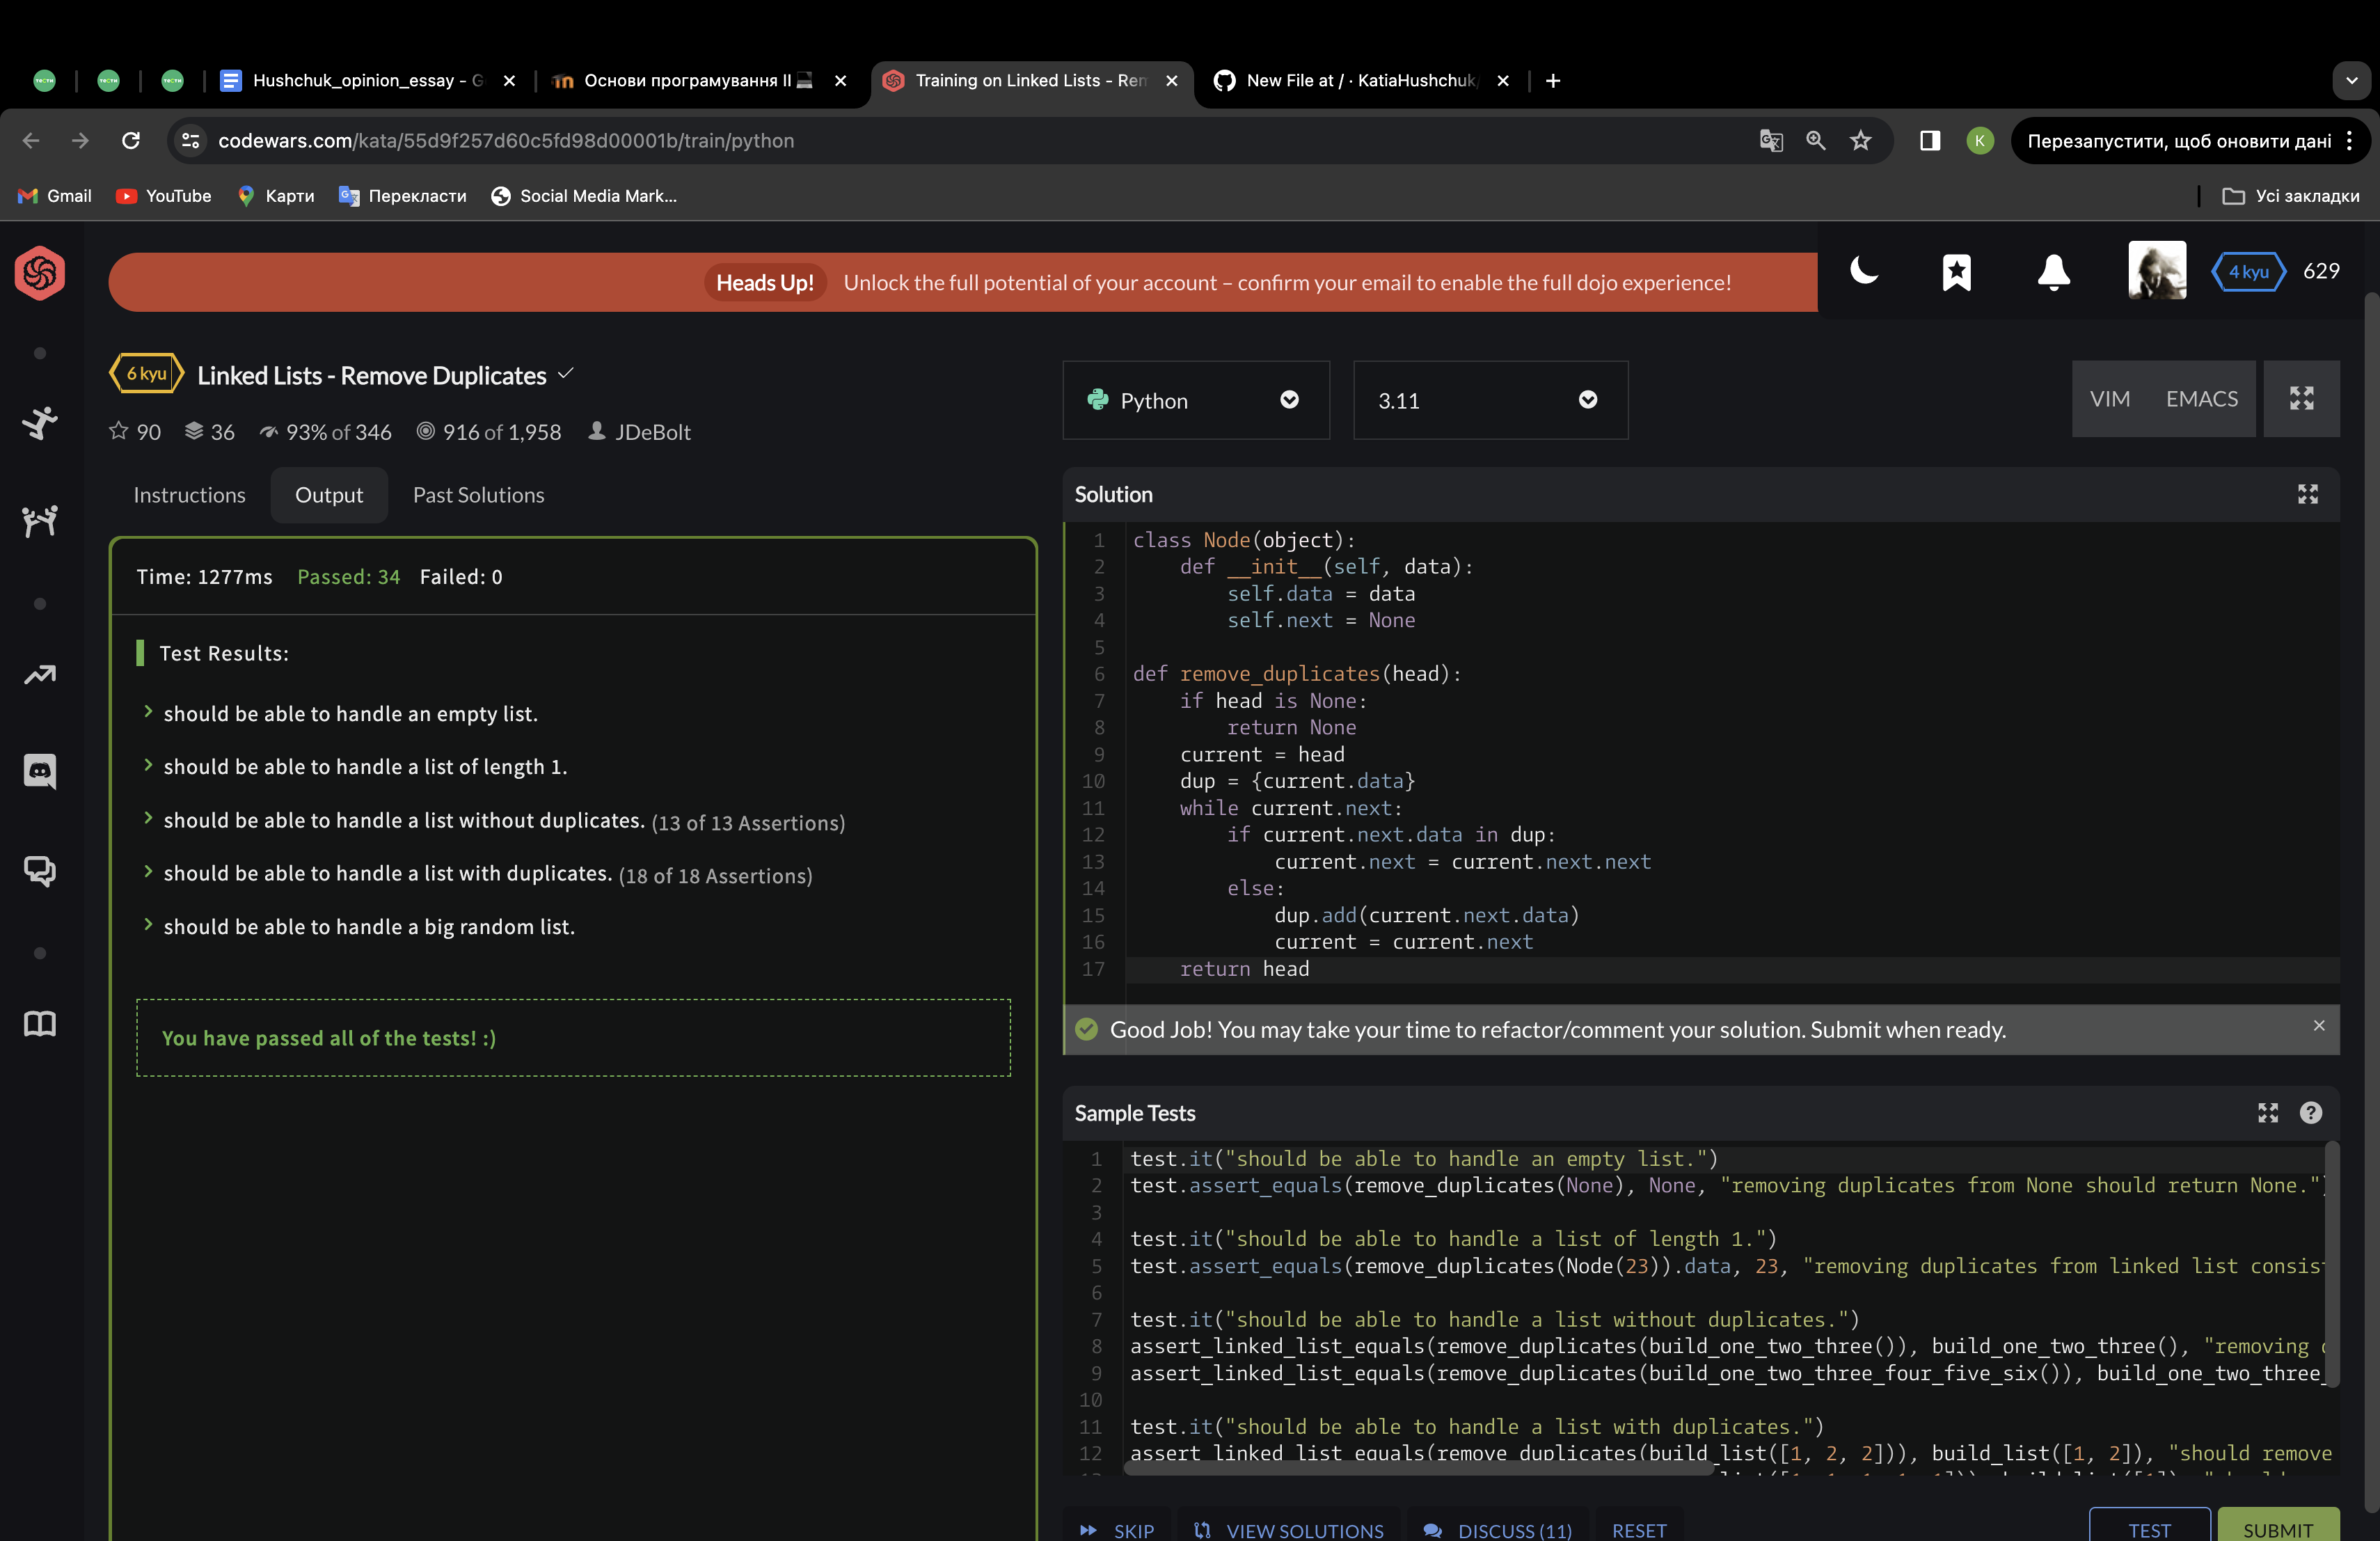 тести
тести
тести
Hushchuk_opinion_essay - G
Основи програмування II
Training on Linked Lists - Rem
New File at / · KatiaHushchuk/
codewars.com/kata/55d9f257d60c5fd98d00001b/train/python
K
Перезапустити, щоб оновити дані
Gmail
YouTube
Карти
Перекласти
Social Media Mark...
Усі закладки
Heads Up! Unlock the full potential of your account – confirm your email to enable the full dojo experience!
4 kyu 629
6 kyu Linked Lists - Remove Duplicates
90 36 93% of 346 916 of 1,958 JDeBolt
Python
3.11
VIM EMACS
Instructions Output Past Solutions
Time: 1277ms Passed: 34 Failed: 0
Test Results:
should be able to handle an empty list.
should be able to handle a list of length 1.
should be able to handle a list without duplicates. (13 of 13 Assertions)
should be able to handle a list with duplicates. (18 of 18 Assertions)
should be able to handle a big random list.
You have passed all of the tests! :)
Solution
1 class Node(object):
2 def __init__(self, data):
3 self.data = data
4 self.next = None
5
6 def remove_duplicates(head):
7 if head is None:
8 return None
9 current = head
10 dup = {current.data}
11 while current.next:
12 if current.next.data in dup:
13 current.next = current.next.next
14 else:
15 dup.add(current.next.data)
16 current = current.next
17 return head
Good Job! You may take your time to refactor/comment your solution. Submit when ready.
Sample Tests
1 test.it("should be able to handle an empty list.")
2 test.assert_equals(remove_duplicates(None), None, "removing duplicates from None should return None.")
3
4 test.it("should be able to handle a list of length 1.")
5 test.assert_equals(remove_duplicates(Node(23)).data, 23, "removing duplicates from linked list consis
6
7 test.it("should be able to handle a list without duplicates.")
8 assert_linked_list_equals(remove_duplicates(build_one_two_three()), build_one_two_three(), "removing
9 assert_linked_list_equals(remove_duplicates(build_one_two_three_four_five_six()), build_one_two_three_
10
11 test.it("should be able to handle a list with duplicates.")
12 assert_linked_list_equals(remove_duplicates(build_list([1, 2, 2])), build_list([1, 2]), "should remove
SKIP VIEW SOLUTIONS DISCUSS (11) RESET
TEST SUBMIT